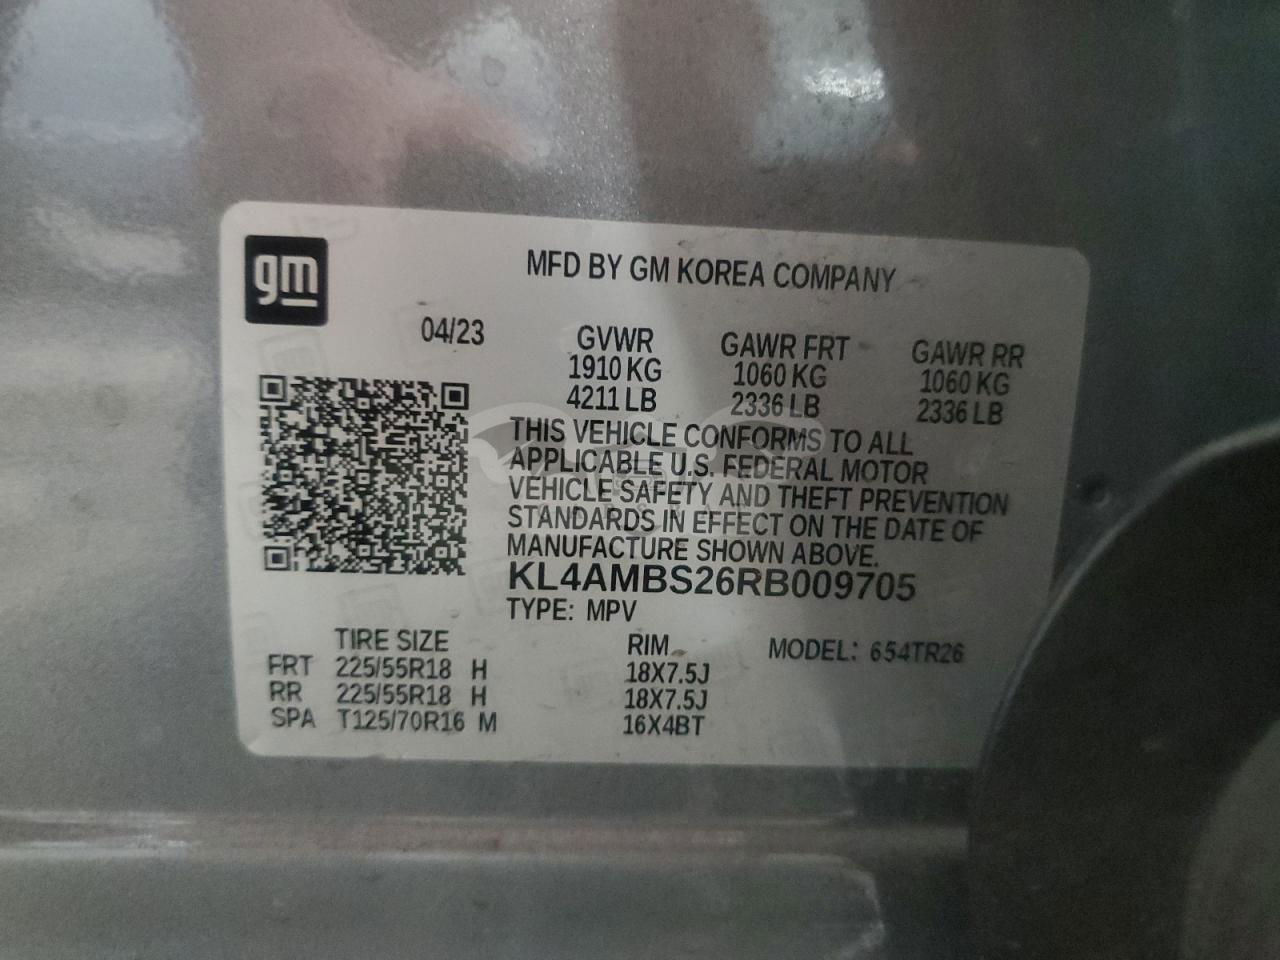 gm
MFD BY GM KOREA COMPANY
04/23
GVWR GAWR FRT GAWR RR
1910 KG 1060 KG 1060 KG
4211 LB 2336 LB 2336 LB
THIS VEHICLE CONFORMS TO ALL
APPLICABLE U.S. FEDERAL MOTOR
VEHICLE SAFETY AND THEFT PREVENTION
STANDARDS IN EFFECT ON THE DATE OF
MANUFACTURE SHOWN ABOVE.
KL4AMBS26RB009705
TYPE: MPV
TIRE SIZE RIM MODEL: 654TR26
FRT 225/55R18 H 18X7.5J
RR 225/55R18 H 18X7.5J
SPA T125/70R16 M 16X4BT